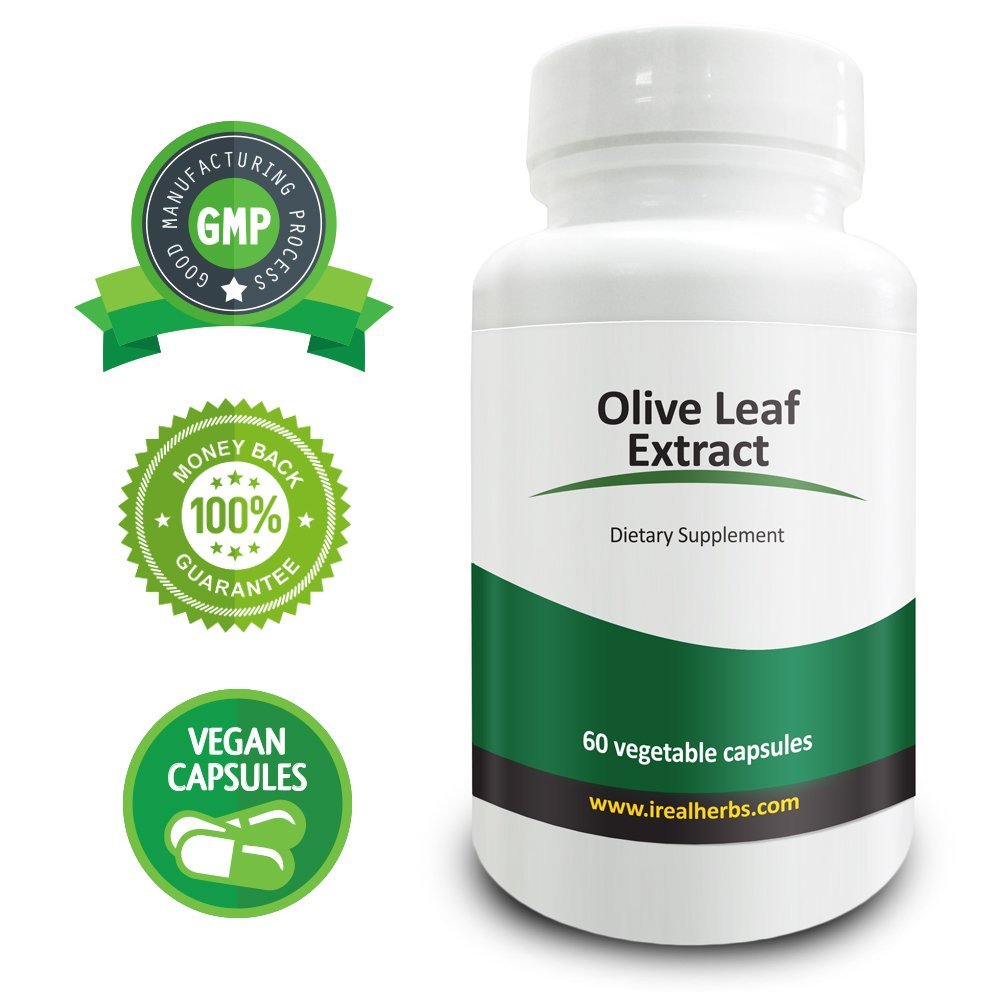 GOOD MANUFACTURING PROCESS
GMP
MONEY BACK
100%
GUARANTEE
VEGAN
CAPSULES
Olive Leaf
Extract
Dietary Supplement
60 vegetable capsules
www.irealherbs.com